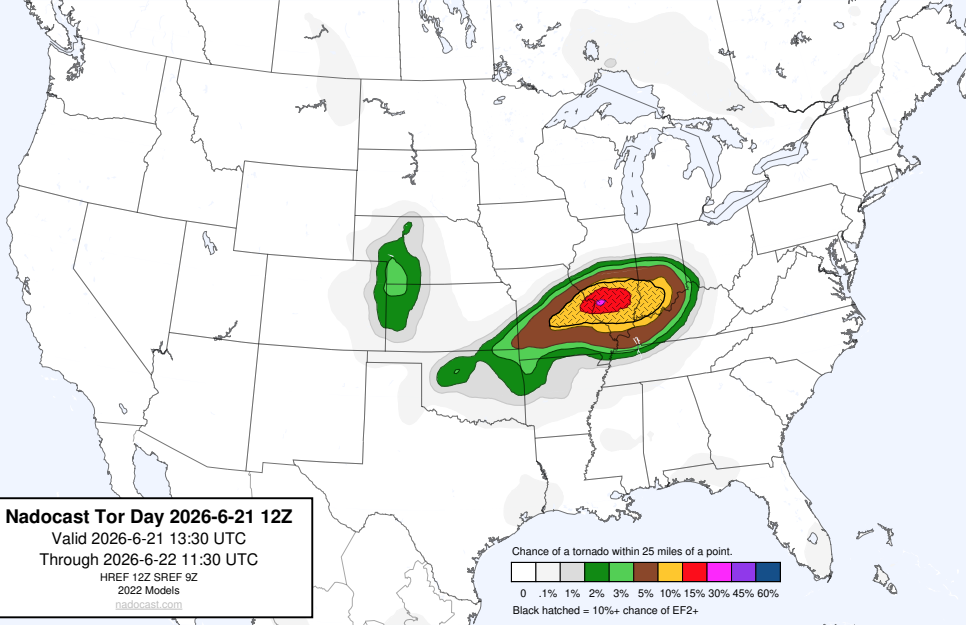 Nadocast Tor Day 2026-6-21 12Z
Valid 2026-6-21 13:30 UTC
Through 2026-6-22 11:30 UTC
HREF 12Z SREF 9Z
2022 Models
nadocast.com
Chance of a tornado within 25 miles of a point.
0 .1% 1% 2% 3% 5% 10% 15% 30% 45% 60%
Black hatched = 10%+ chance of EF2+